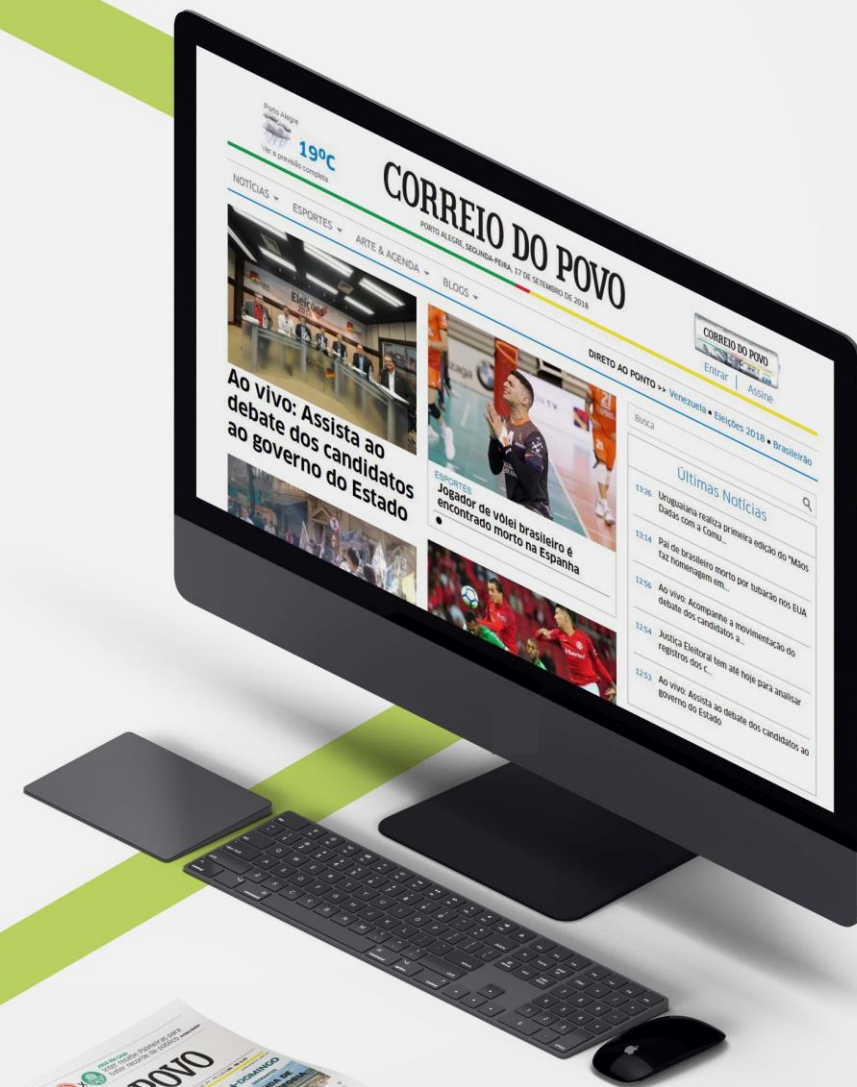 Porto Alegre
19ºC
Ver a previsão completa
CORREIO DO POVO
PORTO ALEGRE, SEGUNDA-FEIRA, 17 DE SETEMBRO DE 2018
CORREIO DO POVO
Entrar | Assine
NOTÍCIAS ESPORTES ARTE & AGENDA BLOGS
DIRETO AO PONTO >> Venezuela ▪ Eleições 2018 ▪ Brasileirão
Eleições
Ao vivo: Assista ao
debate dos candidatos
ao governo do Estado
ESPORTES
Jogador de vôlei brasileiro é
encontrado morto na Espanha
Busca
Últimas Notícias
13:26 Uruguaiana realiza primeira edição do "Mãos
Dadas com a Comu...
13:14 Pai de brasileiro morto por tubarão nos EUA
faz homenagem em...
12:56 Ao vivo: Acompanhe a movimentação do
debate dos candidatos a...
12:54 Justiça Eleitoral tem até hoje para analisar
registros dos c...
12:53 Ao vivo: Assista ao debate dos candidatos ao
governo do Estado
Inter recebe Palmeiras para
POVO
+DOMINGO